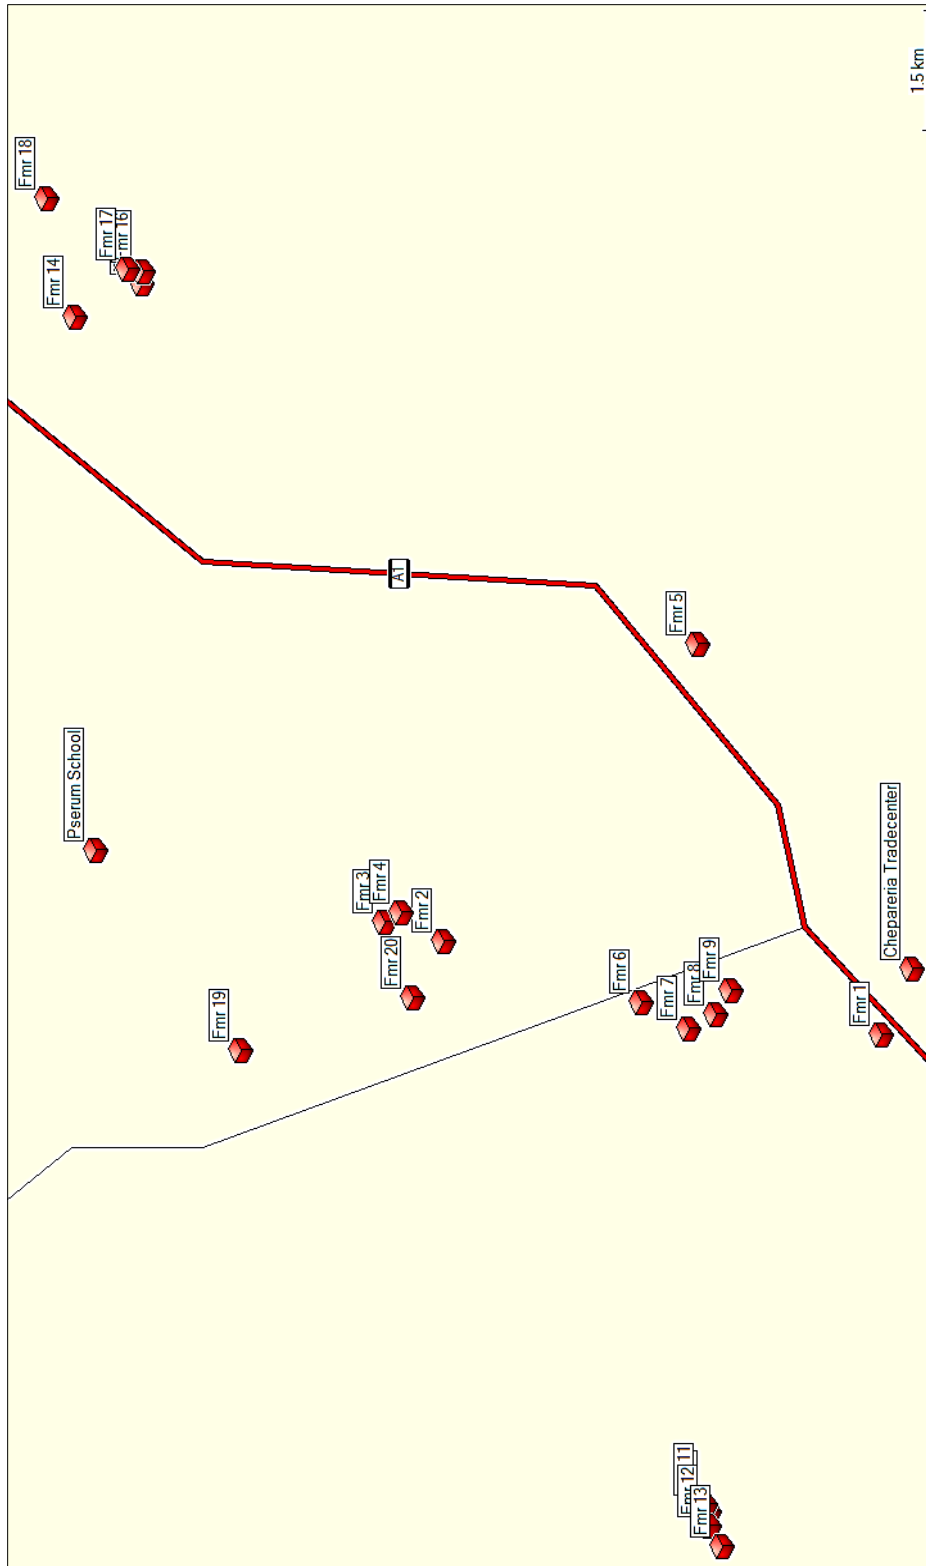 1.5 km
Fmr 18
Fmr 17
mr 16
Fmr 14
A1
Fmr 5
Pserum School
Chepareria Tradecenter
Fmr 3
Fmr 4
Fmr 2
Fmr 20
Fmr 6
Fmr 9
Fmr 8
Fmr 7
Fmr 1
Fmr 19
11
Fmr 12
Fmr 13